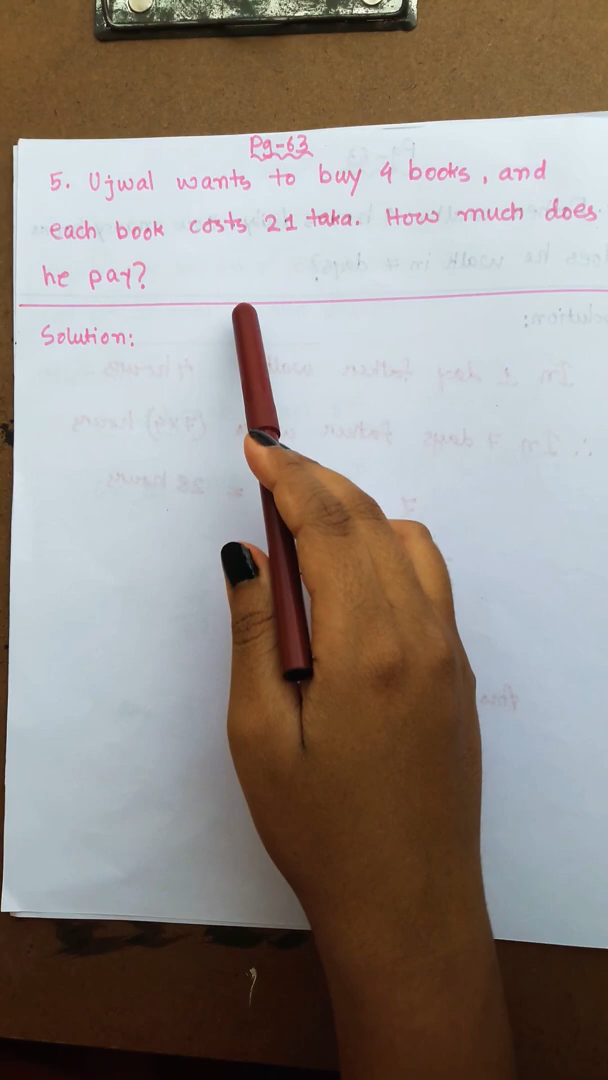 Pg-63
5. Ujwal wants to buy 4 books, and
each book costs 21 taka. How much does
he pay?
Solution: